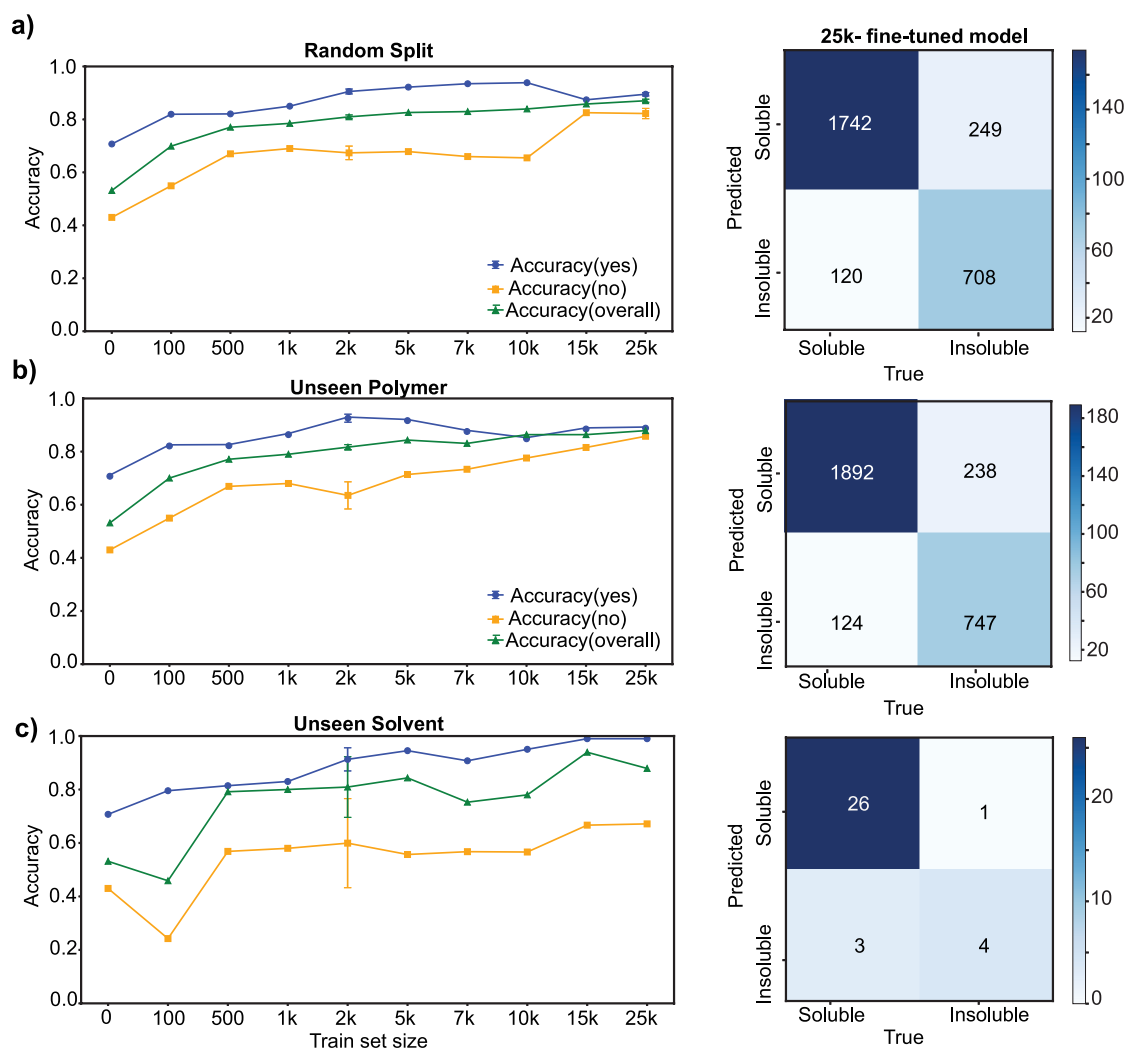 a)
Random Split
1.0
0.8
0.6
0.4
0.2
0.0
Accuracy
Accuracy(yes)
Accuracy(no)
Accuracy(overall)
0 100 500 1k 2k 5k 7k 10k 15k 25k
25k- fine-tuned model
Predicted
Soluble
Insoluble
1742 249
120 708
Soluble Insoluble
True
140
100
60
20
b)
Unseen Polymer
1.0
0.8
0.6
0.4
0.2
0.0
Accuracy
Accuracy(yes)
Accuracy(no)
Accuracy(overall)
0 100 500 1k 2k 5k 7k 10k 15k 25k
Predicted
Soluble
Insoluble
1892 238
124 747
Soluble Insoluble
True
180
140
100
60
20
c)
Unseen Solvent
1.0
0.8
0.6
0.4
0.2
0.0
Accuracy
0 100 500 1k 2k 5k 7k 10k 15k 25k
Train set size
Predicted
Soluble
Insoluble
26 1
3 4
Soluble Insoluble
True
20
10
0